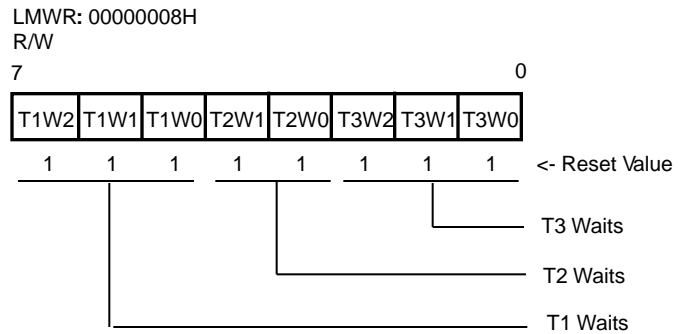 LMWR: 00000008H
R/W
7 0
T1W2 T1W1 T1W0 T2W1 T2W0 T3W2 T3W1 T3W0
1 1 1 1 1 1 1 1 <- Reset Value
T3 Waits
T2 Waits
T1 Waits